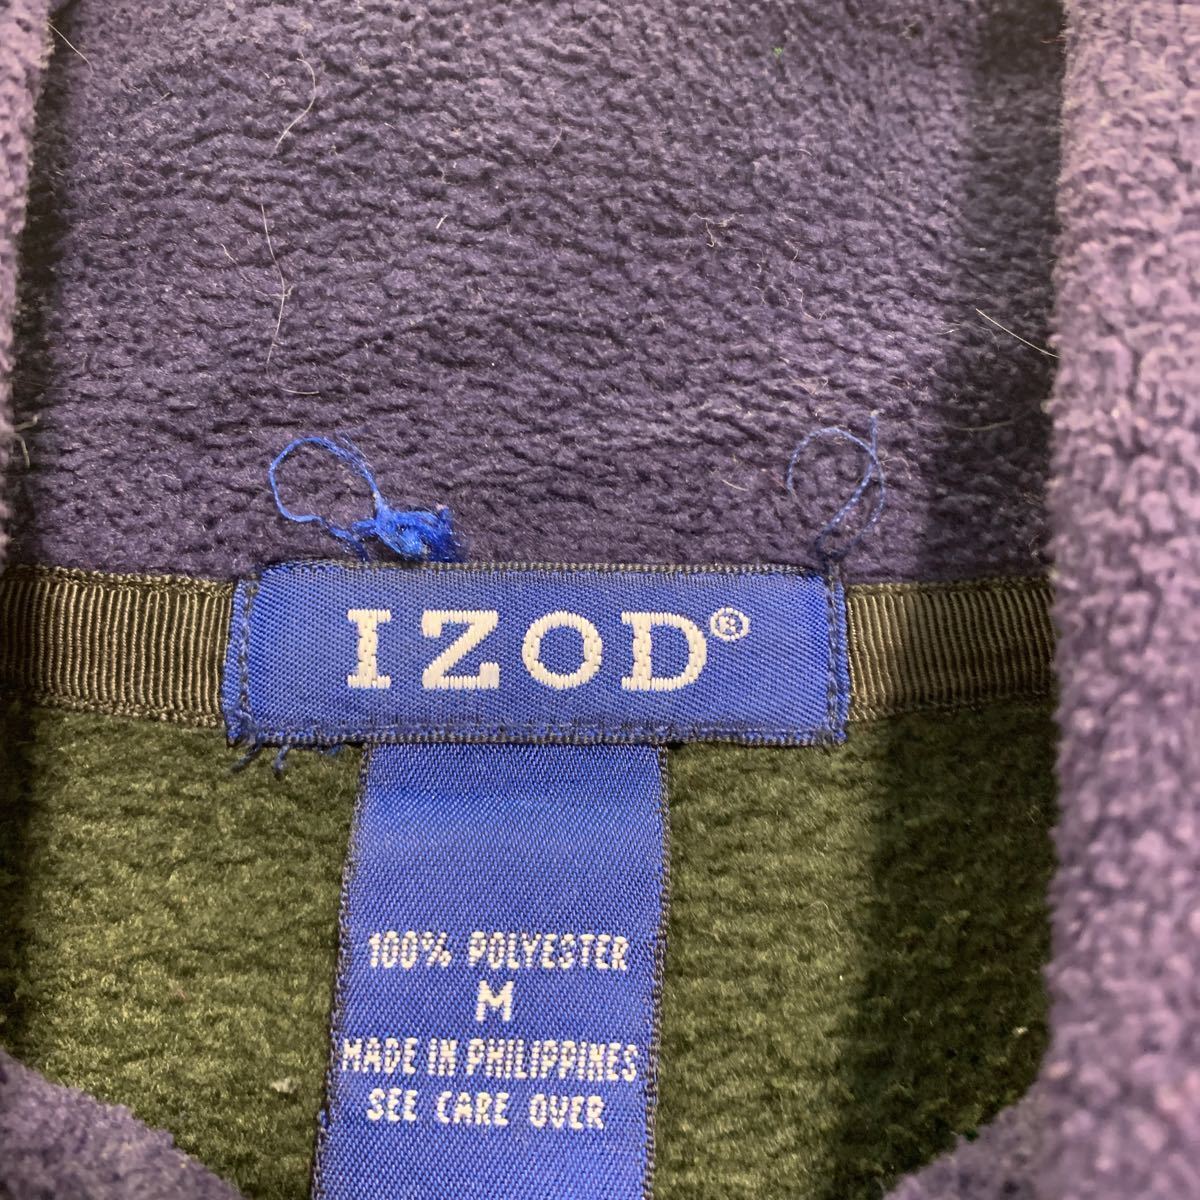 IZOD®
100% POLYESTER
M
MADE IN PHILIPPINES
SEE CARE OVER